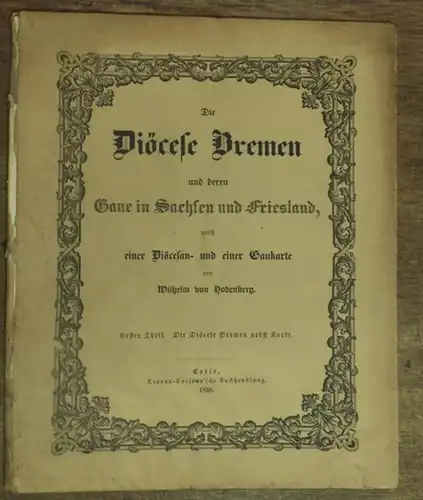 Die
Diöcese Bremen
und deren
Gaue in Sachsen und Friesland,
nebst
einer Diöcesan- und einer Gaukarte
von
Wilhelm von Hodenberg.
Erster Theil. Die Diöcese Bremen nebst Karte.
Celle,
Capaun-Karlowa'sche Buchhandlung.
1858.